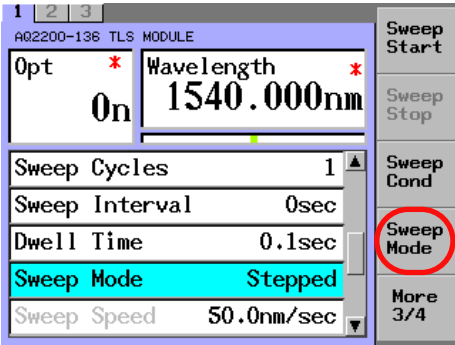 1 2 3
AQ2200-136 TLS MODULE
Opt *
On
Wavelength *
1540.000nm
Sweep Cycles 1
Sweep Interval 0sec
Dwell Time 0.1sec
Sweep Mode Stepped
Sweep Speed 50.0nm/sec
Sweep
Start
Sweep
Stop
Sweep
Cond
Sweep
Mode
More
3/4